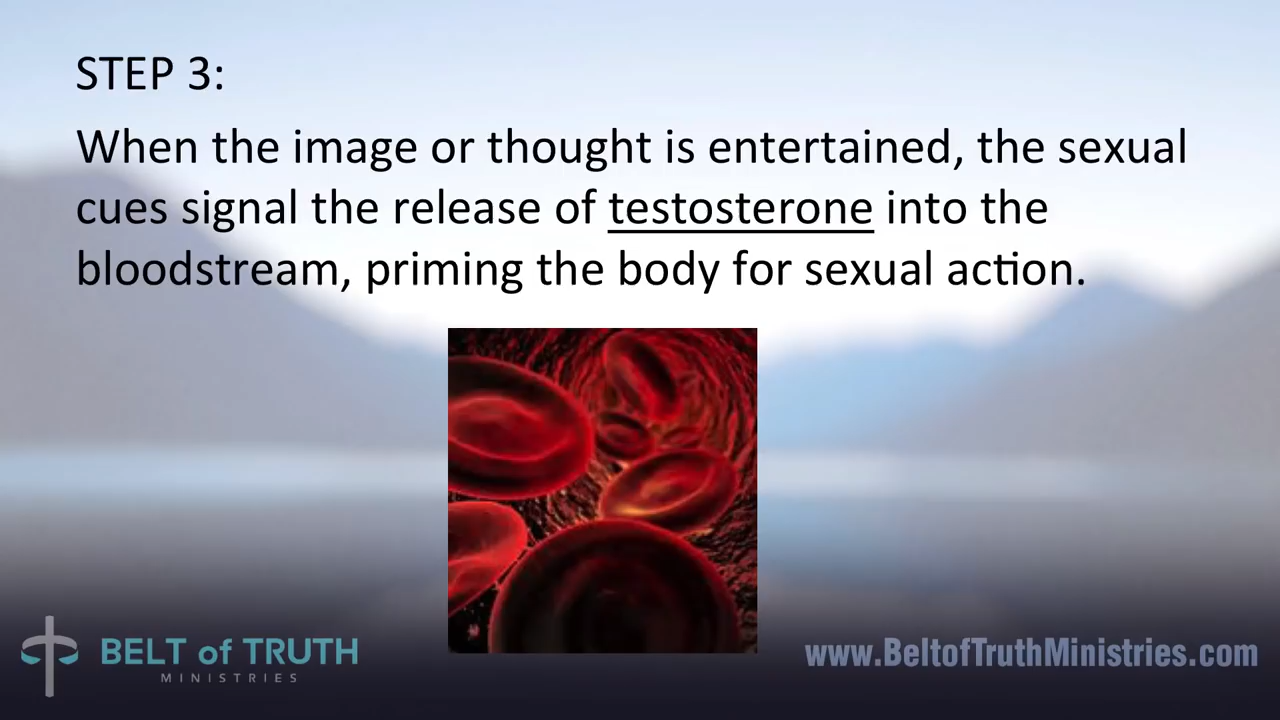 STEP 3:
When the image or thought is entertained, the sexual
cues signal the release of testosterone into the
bloodstream, priming the body for sexual action.
BELT of TRUTH
MINISTRIES
www.BeltofTruthMinistries.com